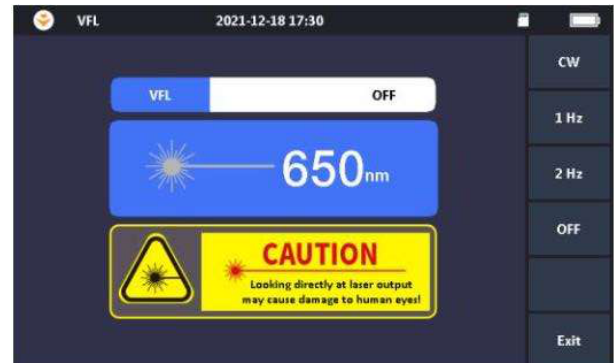 VFL 2021-12-18 17:30
CW
VFL OFF
1 Hz
650nm
2 Hz
OFF
CAUTION
Looking directly at laser output
may cause damage to human eyes!
Exit